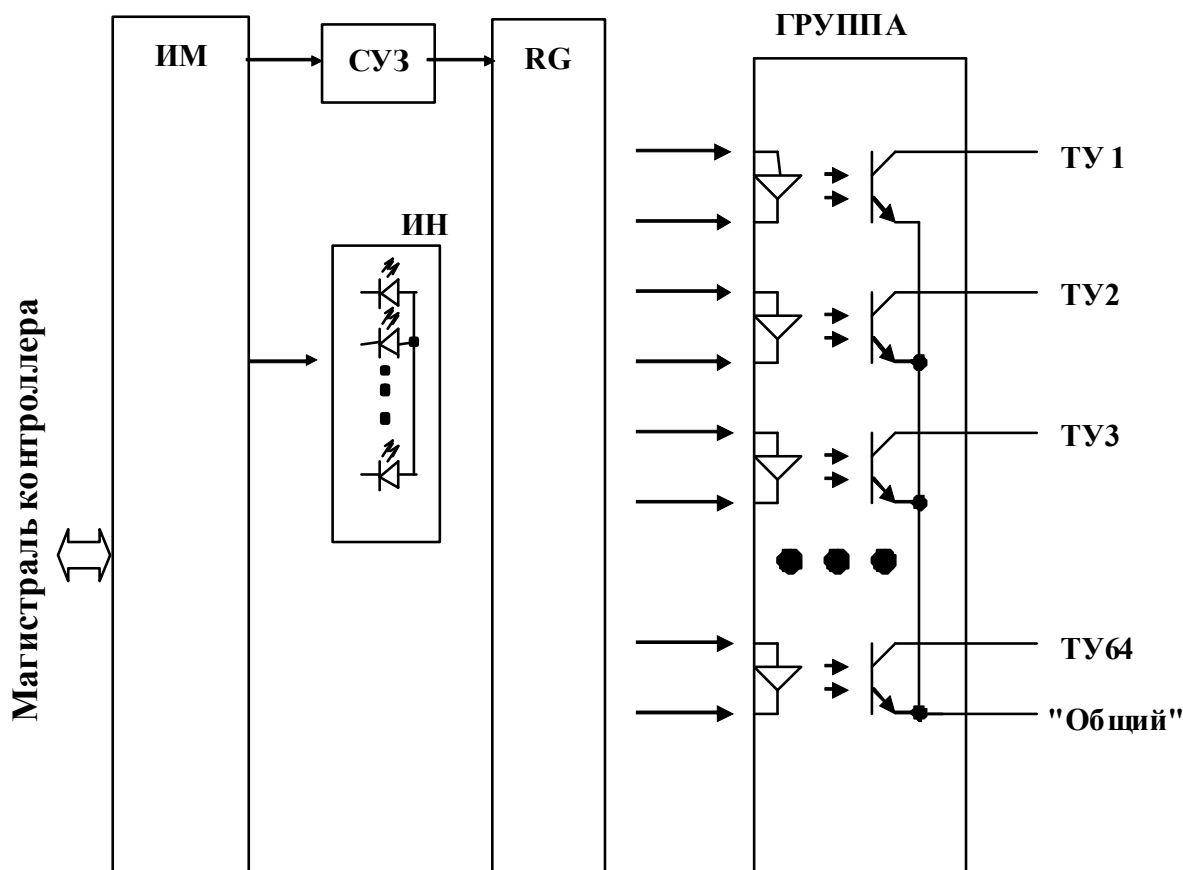 ГРУППА
ИМ
СУЗ
RG
ТУ 1
ИН
ТУ2
ТУ3
ТУ64
"Общий"
Магистраль контроллера